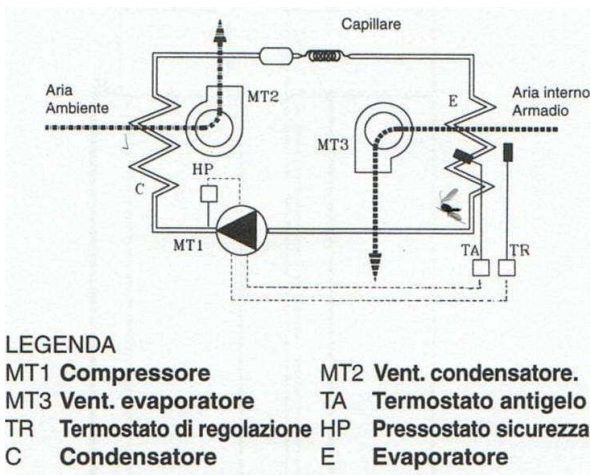 Capillare
Aria
Ambiente
MT2
E
Aria interno
Armadio
MT3
HP
C
MT1
TA
TR
LEGENDA
MT1 Compressore
MT2 Vent. condensatore.
MT3 Vent. evaporatore
TA Termostato antigelo
TR Termostato di regolazione
HP Pressostato sicurezza
C Condensatore
E Evaporatore